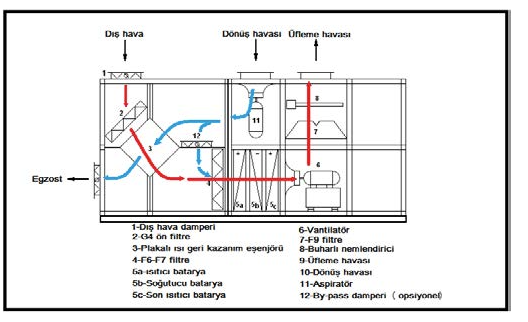 Dış hava Dönüş havası Üfleme havası
1
2
3
12
4
11
8
7
6
+ - +
5a 5b 5c
Egzost
1-Dış hava damperi
2-G4 ön filtre
3-Plakalı ısı geri kazanım eşenjörü
4-F6-F7 filtre
5a-ısıtıcı batarya
5b-Soğutucu batarya
5c-Son ısıtıcı batarya
6-Vantilatör
7-F9 filtre
8-Buharlı nemlendirici
9-Üfleme havası
10-Dönüş havası
11-Aspiratör
12-By-pass damperi ( opsiyonel)